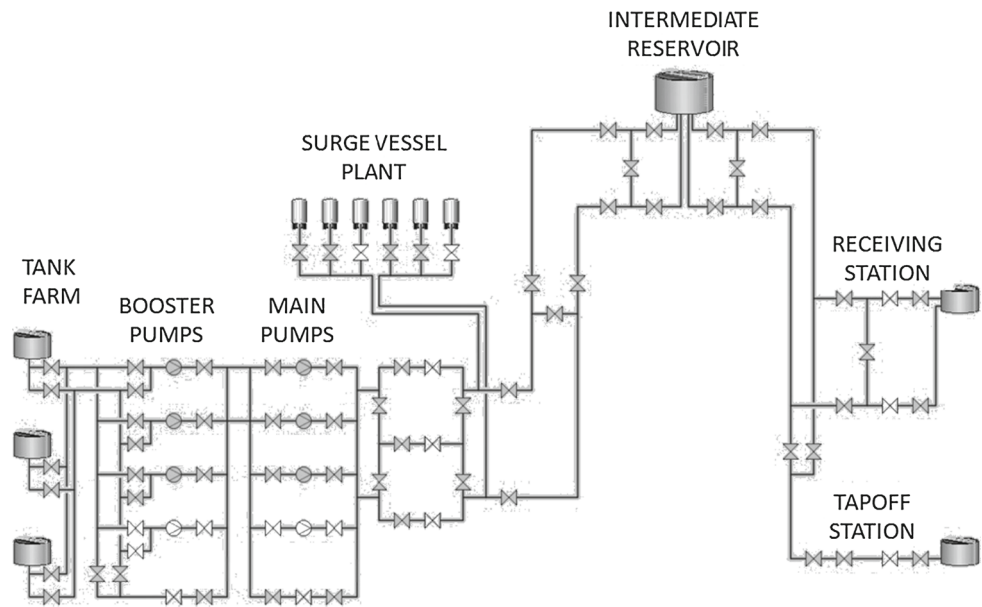 INTERMEDIATE
RESERVOIR
SURGE VESSEL
PLANT
RECEIVING
STATION
TANK
FARM
BOOSTER
PUMPS
MAIN
PUMPS
TAPOFF
STATION